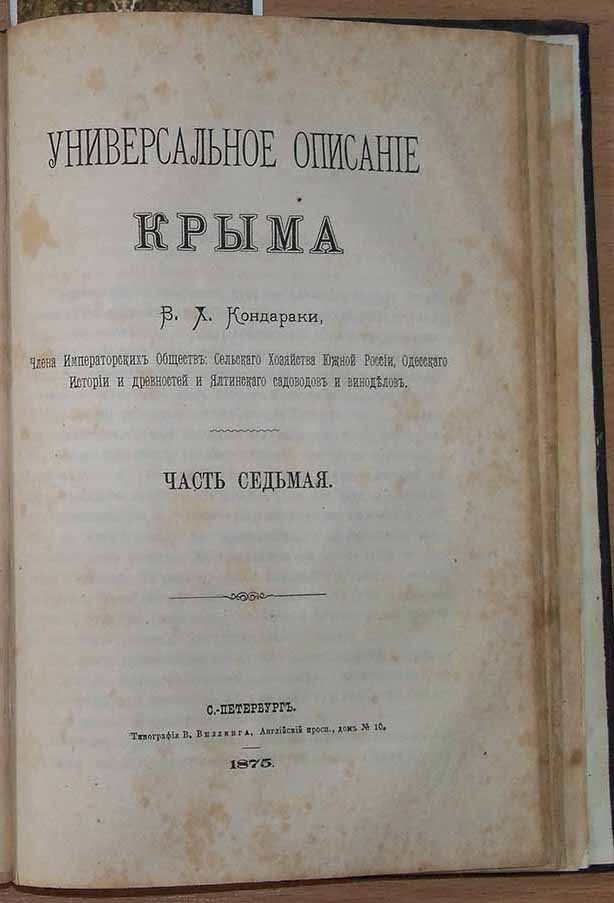 УНИВЕРСАЛЬНОЕ ОПИСАНІЕ
КРЫМА
В. Х. Кондараки,
Члена Императорскихъ Обществъ: Сельскаго Хозяйства Южной Россіи, Одесскаго
Исторіи и древностей и Ялтинскаго садоводовъ и винодѣловъ.
ЧАСТЬ СЕДЬМАЯ.
С.-ПЕТЕРБУРГЪ.
Типографія В. Веллинга, Англійскій просп., домъ № 10.
1875.